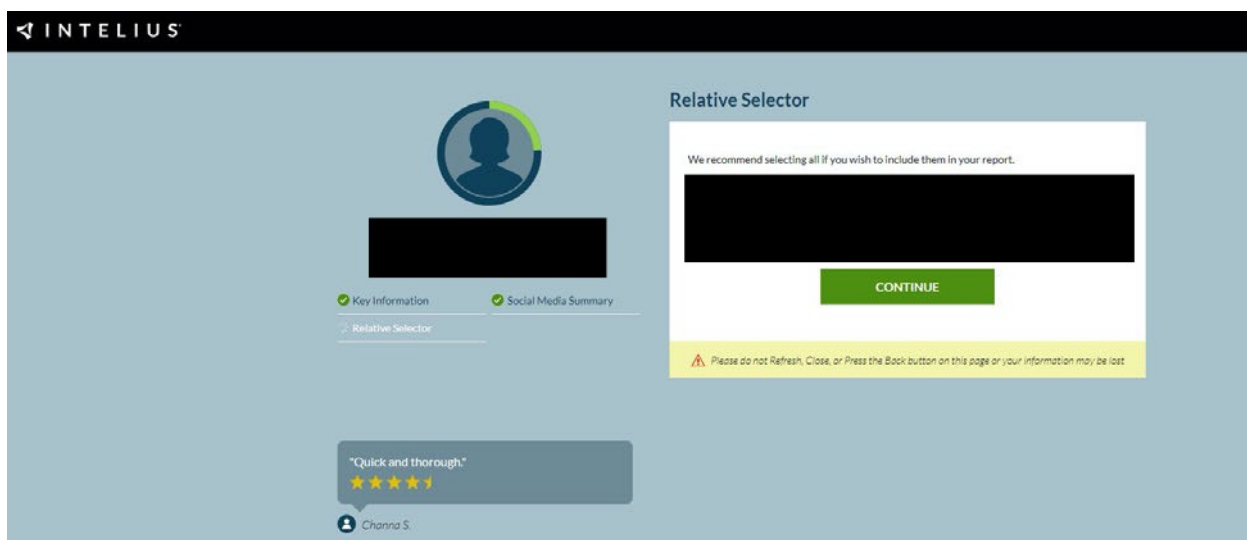 INTELIUS
Relative Selector
We recommend selecting all if you wish to include them in your report.
CONTINUE
Key Information
Social Media Summary
Relative Selector
Please do not Refresh, Close, or Press the Back button on this page or your information may be lost
"Quick and thorough."
Channa S.